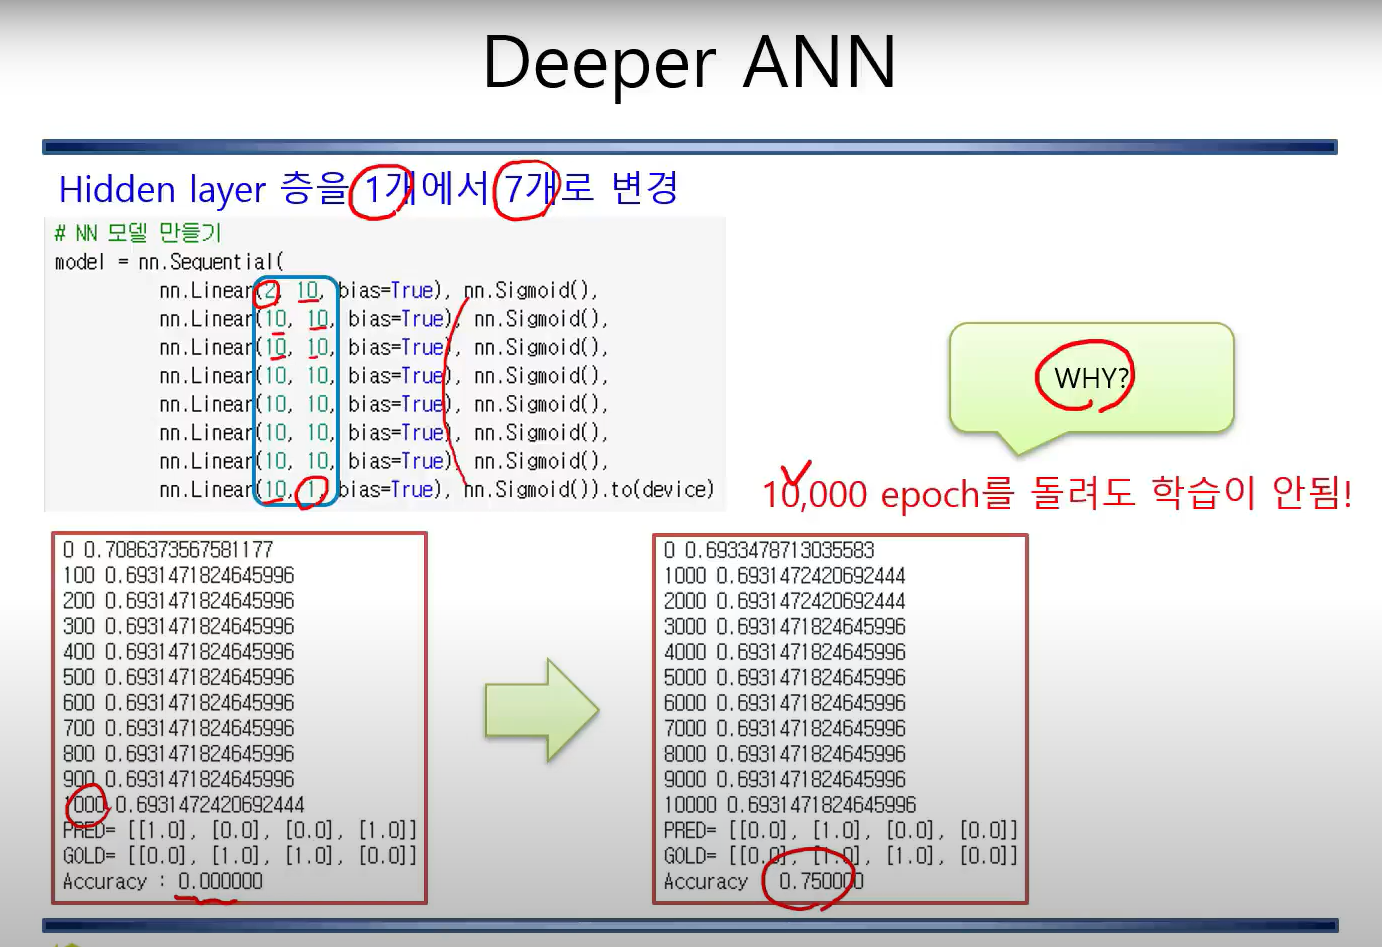 Deeper ANN
Hidden layer 층을 1개에서 7개로 변경
# NN 모델 만들기
model = nn.Sequential(
nn.Linear(2, 10, bias=True), nn.Sigmoid(),
nn.Linear(10, 10, bias=True), nn.Sigmoid(),
nn.Linear(10, 10, bias=True), nn.Sigmoid(),
nn.Linear(10, 10, bias=True), nn.Sigmoid(),
nn.Linear(10, 10, bias=True), nn.Sigmoid(),
nn.Linear(10, 10, bias=True), nn.Sigmoid(),
nn.Linear(10, 10, bias=True), nn.Sigmoid(),
nn.Linear(10, 1, bias=True), nn.Sigmoid()).to(device)
WHY?
10,000 epoch를 돌려도 학습이 안됨!
0 0.7086373567581177
100 0.6931471824645996
200 0.6931471824645996
300 0.6931471824645996
400 0.6931471824645996
500 0.6931471824645996
600 0.6931471824645996
700 0.6931471824645996
800 0.6931471824645996
900 0.6931471824645996
1000 0.6931472420692444
PRED= [[1.0], [0.0], [0.0], [1.0]]
GOLD= [[0.0], [1.0], [1.0], [0.0]]
Accuracy : 0.000000
0 0.6933478713035583
1000 0.6931472420692444
2000 0.6931472420692444
3000 0.6931471824645996
4000 0.6931471824645996
5000 0.6931471824645996
6000 0.6931471824645996
7000 0.6931471824645996
8000 0.6931471824645996
9000 0.6931471824645996
10000 0.6931471824645996
PRED= [[0.0], [1.0], [0.0], [0.0]]
GOLD= [[0.0], [1.0], [1.0], [0.0]]
Accuracy 0.750000